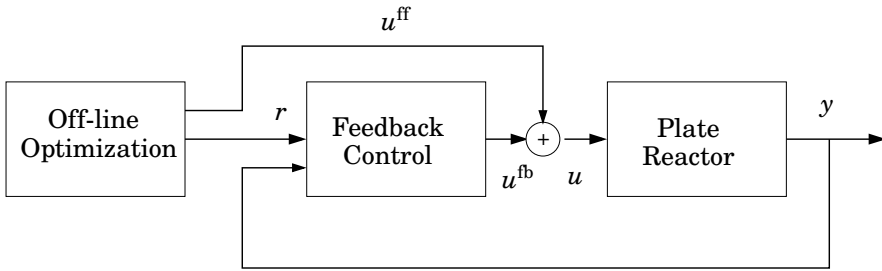 u^ff
Off-line
Optimization
r
Feedback
Control
+
u^fb
u
Plate
Reactor
y